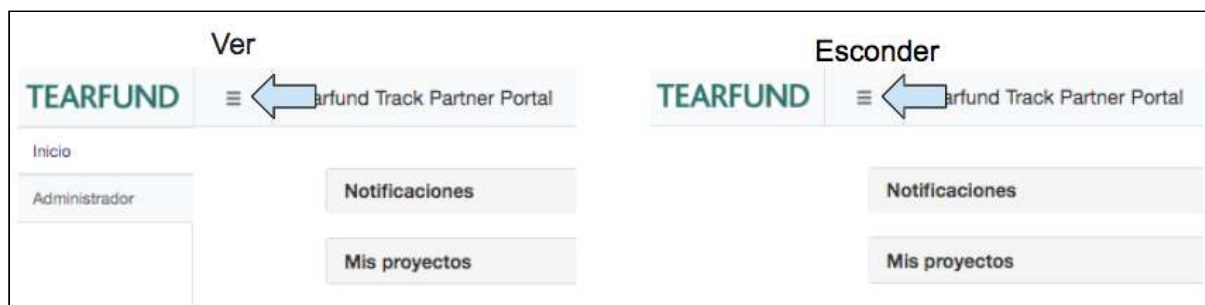 Ver
TEARFUND
≡
arfund Track Partner Portal
Inicio
Administrador
Notificaciones
Mis proyectos
Esconder
TEARFUND
≡
arfund Track Partner Portal
Notificaciones
Mis proyectos